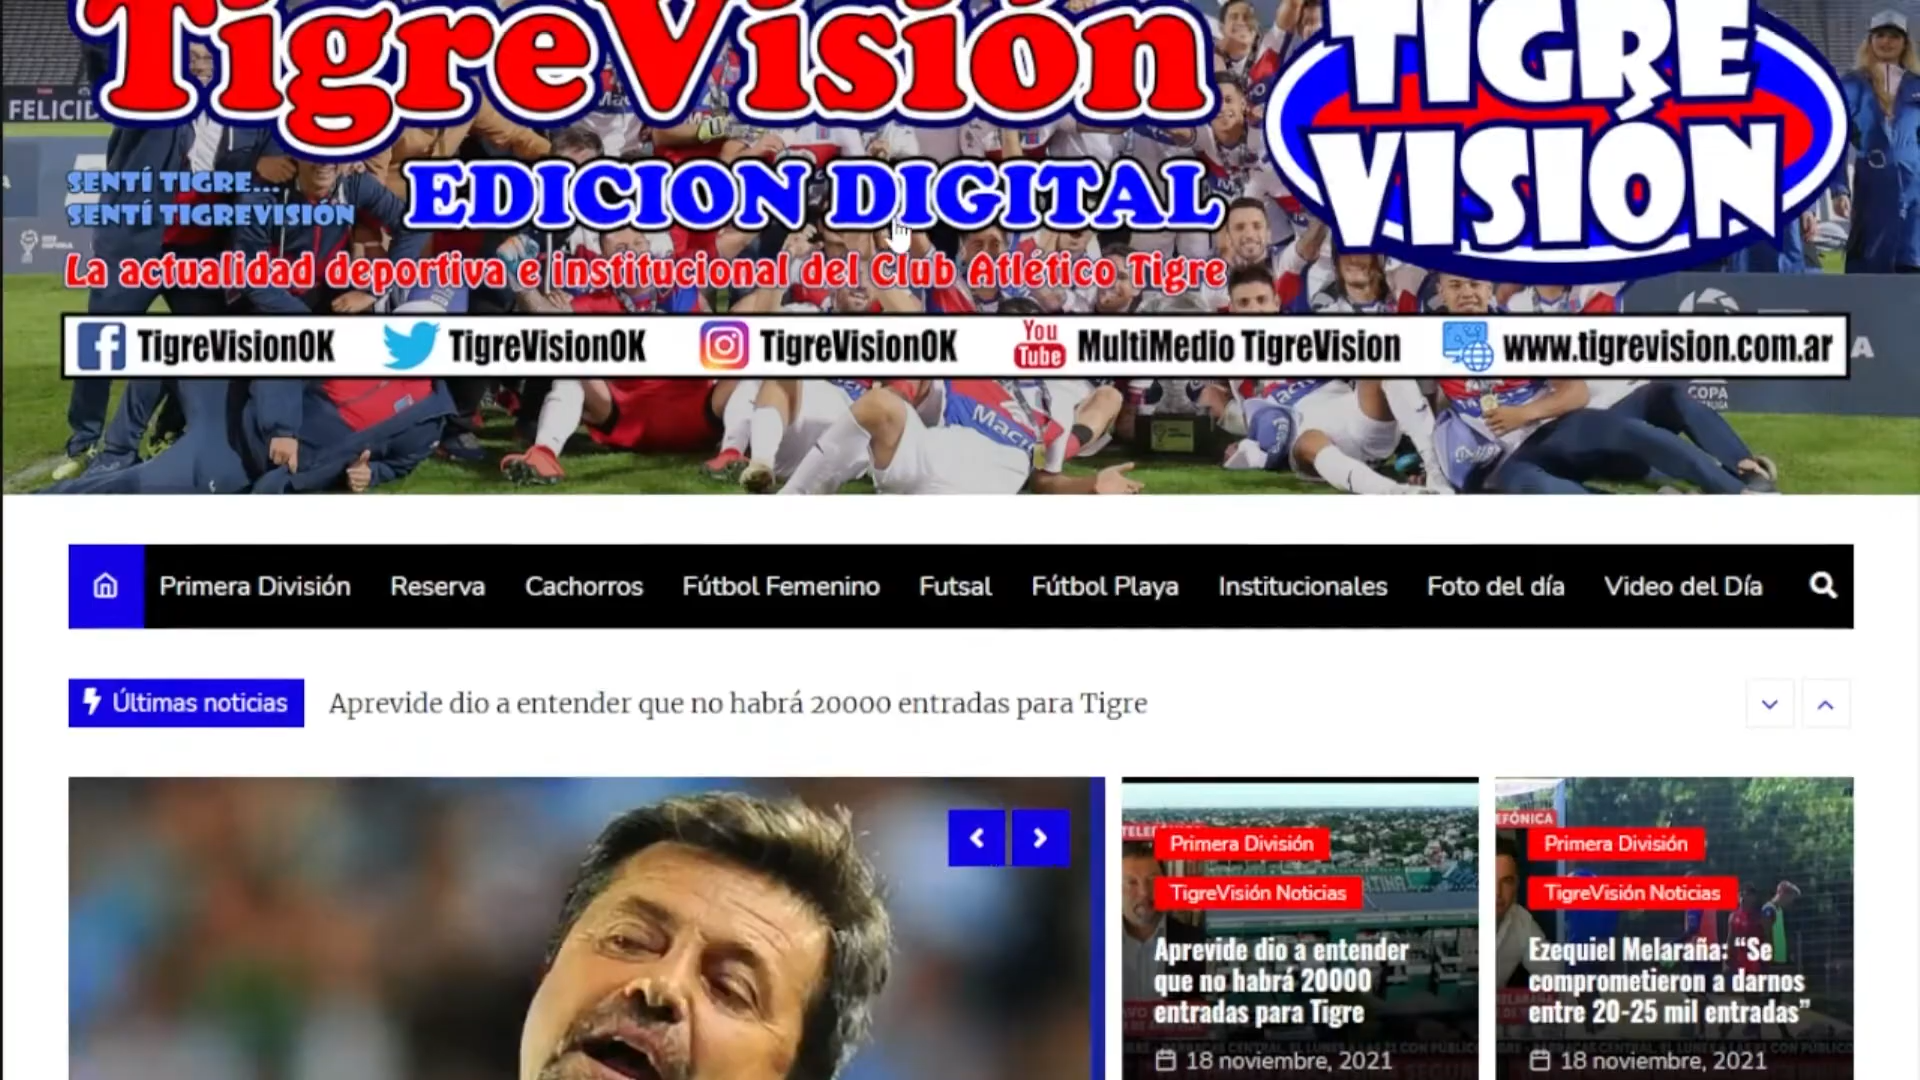 TigreVisión
TIGRE
VISIÓN
FELICID
SENTÍ TIGRE...
SENTÍ TIGREVISIÓN
EDICION DIGITAL
La actualidad deportiva e institucional del Club Atlético Tigre
TigreVisionOK
TigreVisionOK
TigreVisionOK
You Tube
MultiMedio TigreVision
www.tigrevision.com.ar
Macro
COPA
Primera División
Reserva
Cachorros
Fútbol Femenino
Futsal
Fútbol Playa
Institucionales
Foto del día
Video del Día
Últimas noticias
Aprevide dio a entender que no habrá 20000 entradas para Tigre
Primera División
TigreVisión Noticias
Aprevide dio a entender
que no habrá 20000
entradas para Tigre
18 noviembre, 2021
EFÓNICA
Primera División
TigreVisión Noticias
Ezequiel Melaraña: “Se
comprometieron a darnos
entre 20-25 mil entradas”
18 noviembre, 2021